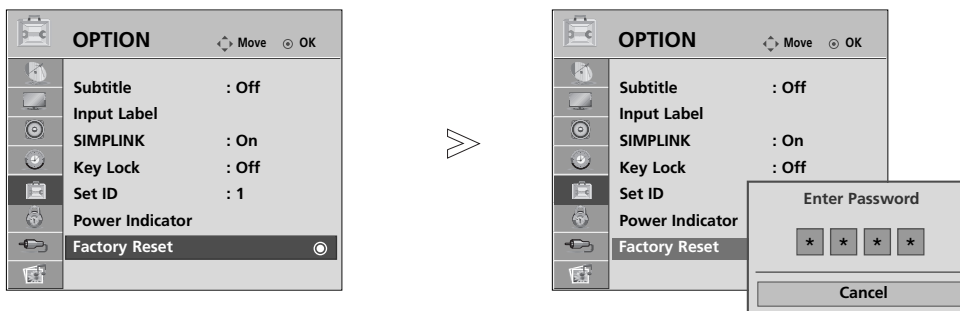 OPTION Move OK
Subtitle : Off
Input Label
SIMPLINK : On
Key Lock : Off
Set ID : 1
Power Indicator
Factory Reset
OPTION Move OK
Subtitle : Off
Input Label
SIMPLINK : On
Key Lock : Off
Set ID
Power Indicator
Factory Reset
Enter Password
* * * *
Cancel